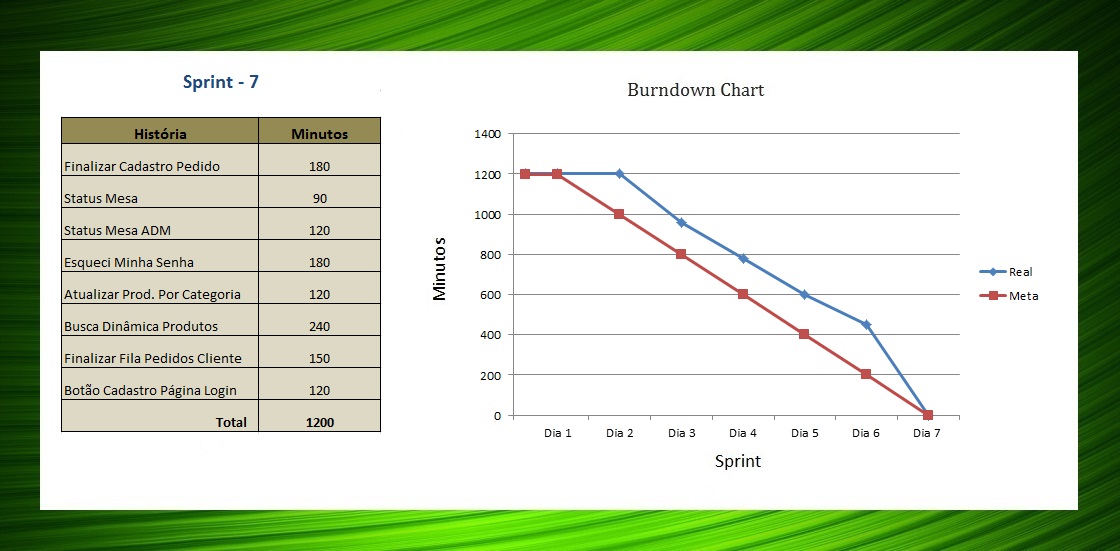 Sprint - 7
História Minutos
Finalizar Cadastro Pedido 180
Status Mesa 90
Status Mesa ADM 120
Esqueci Minha Senha 180
Atualizar Prod. Por Categoria 120
Busca Dinâmica Produtos 240
Finalizar Fila Pedidos Cliente 150
Botão Cadastro Página Login 120
Total 1200
Burndown Chart
Minutos
1400
1200
1000
800
600
400
200
0
Dia 1 Dia 2 Dia 3 Dia 4 Dia 5 Dia 6 Dia 7
Sprint
Real
Meta